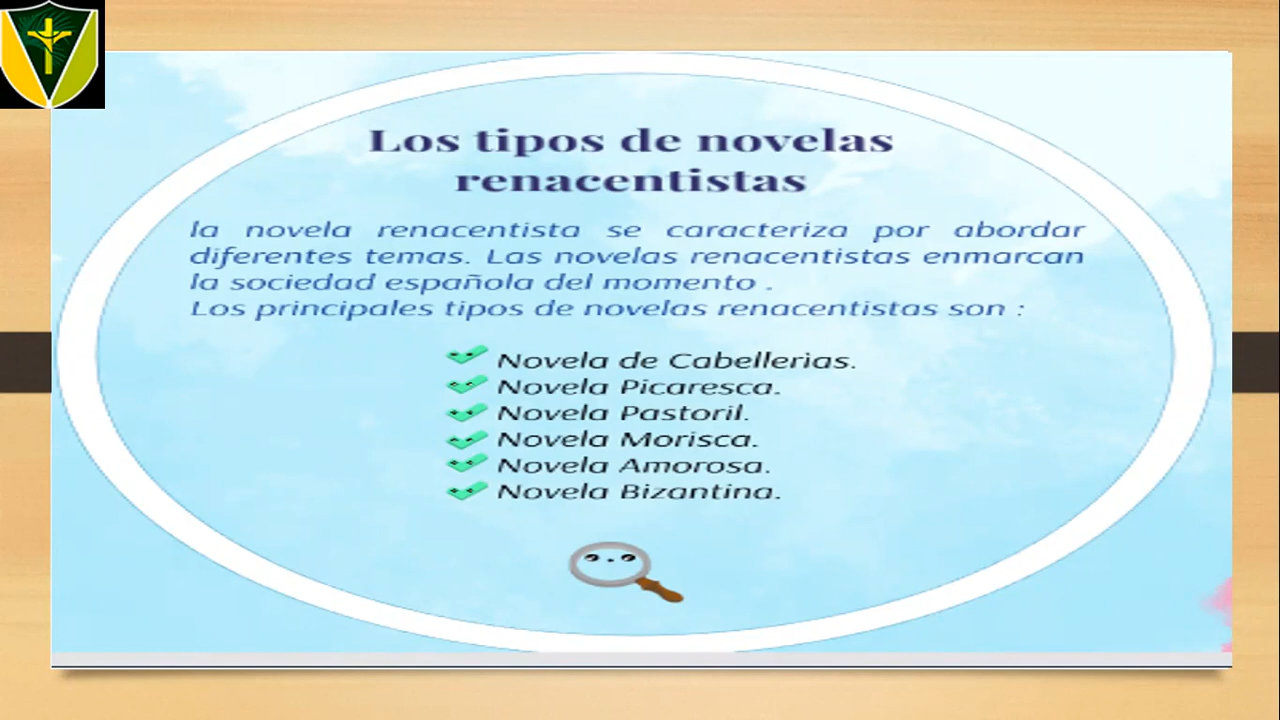 Los tipos de novelas
renacentistas
la novela renacentista se caracteriza por abordar
diferentes temas. Las novelas renacentistas enmarcan
la sociedad española del momento .
Los principales tipos de novelas renacentistas son :
Novela de Cabellerias.
Novela Picaresca.
Novela Pastoril.
Novela Morisca.
Novela Amorosa.
Novela Bizantina.